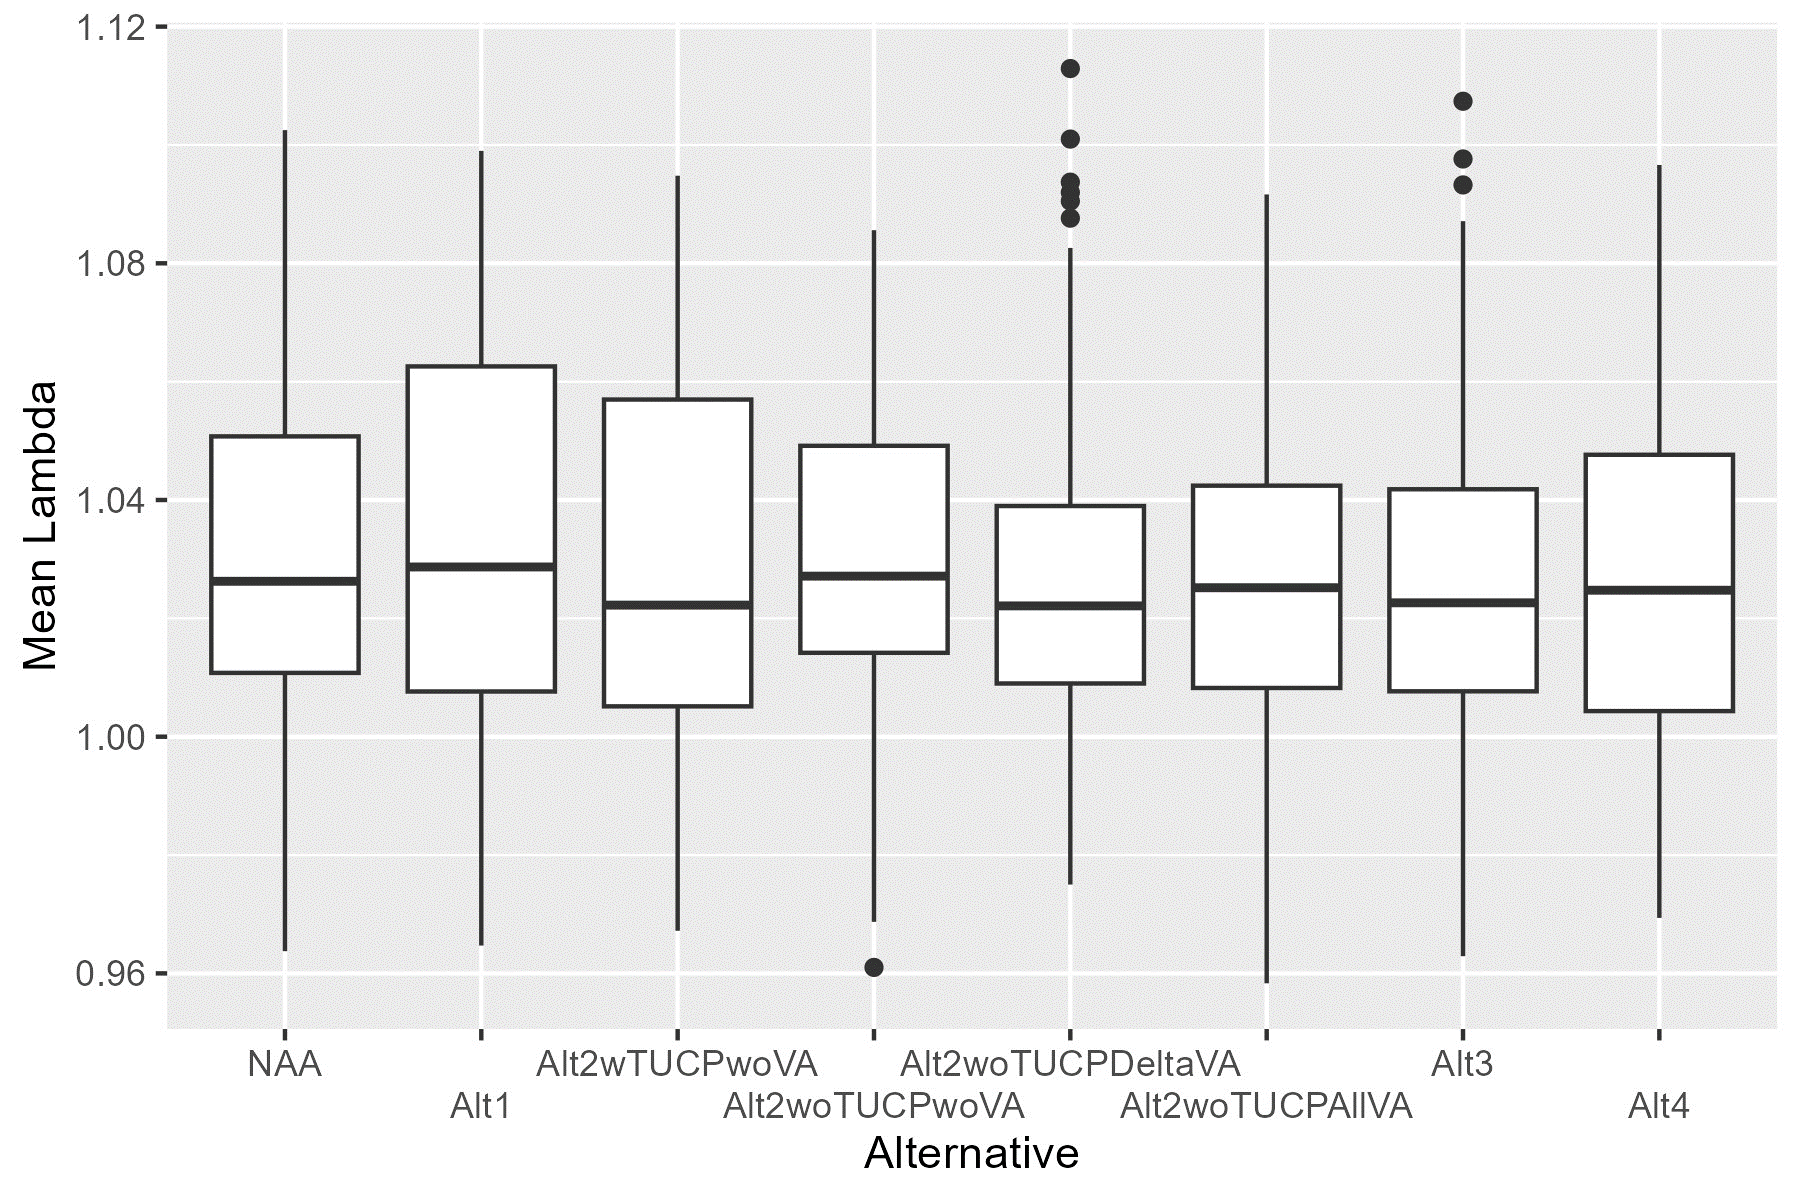 1.12
1.08
1.04
1.00
0.96
Mean Lambda
NAA
Alt2wTUCPwoVA
Alt2woTUCPDeltaVA
Alt3
Alt1
Alt2woTUCPwoVA
Alt2woTUCPAllVA
Alt4
Alternative